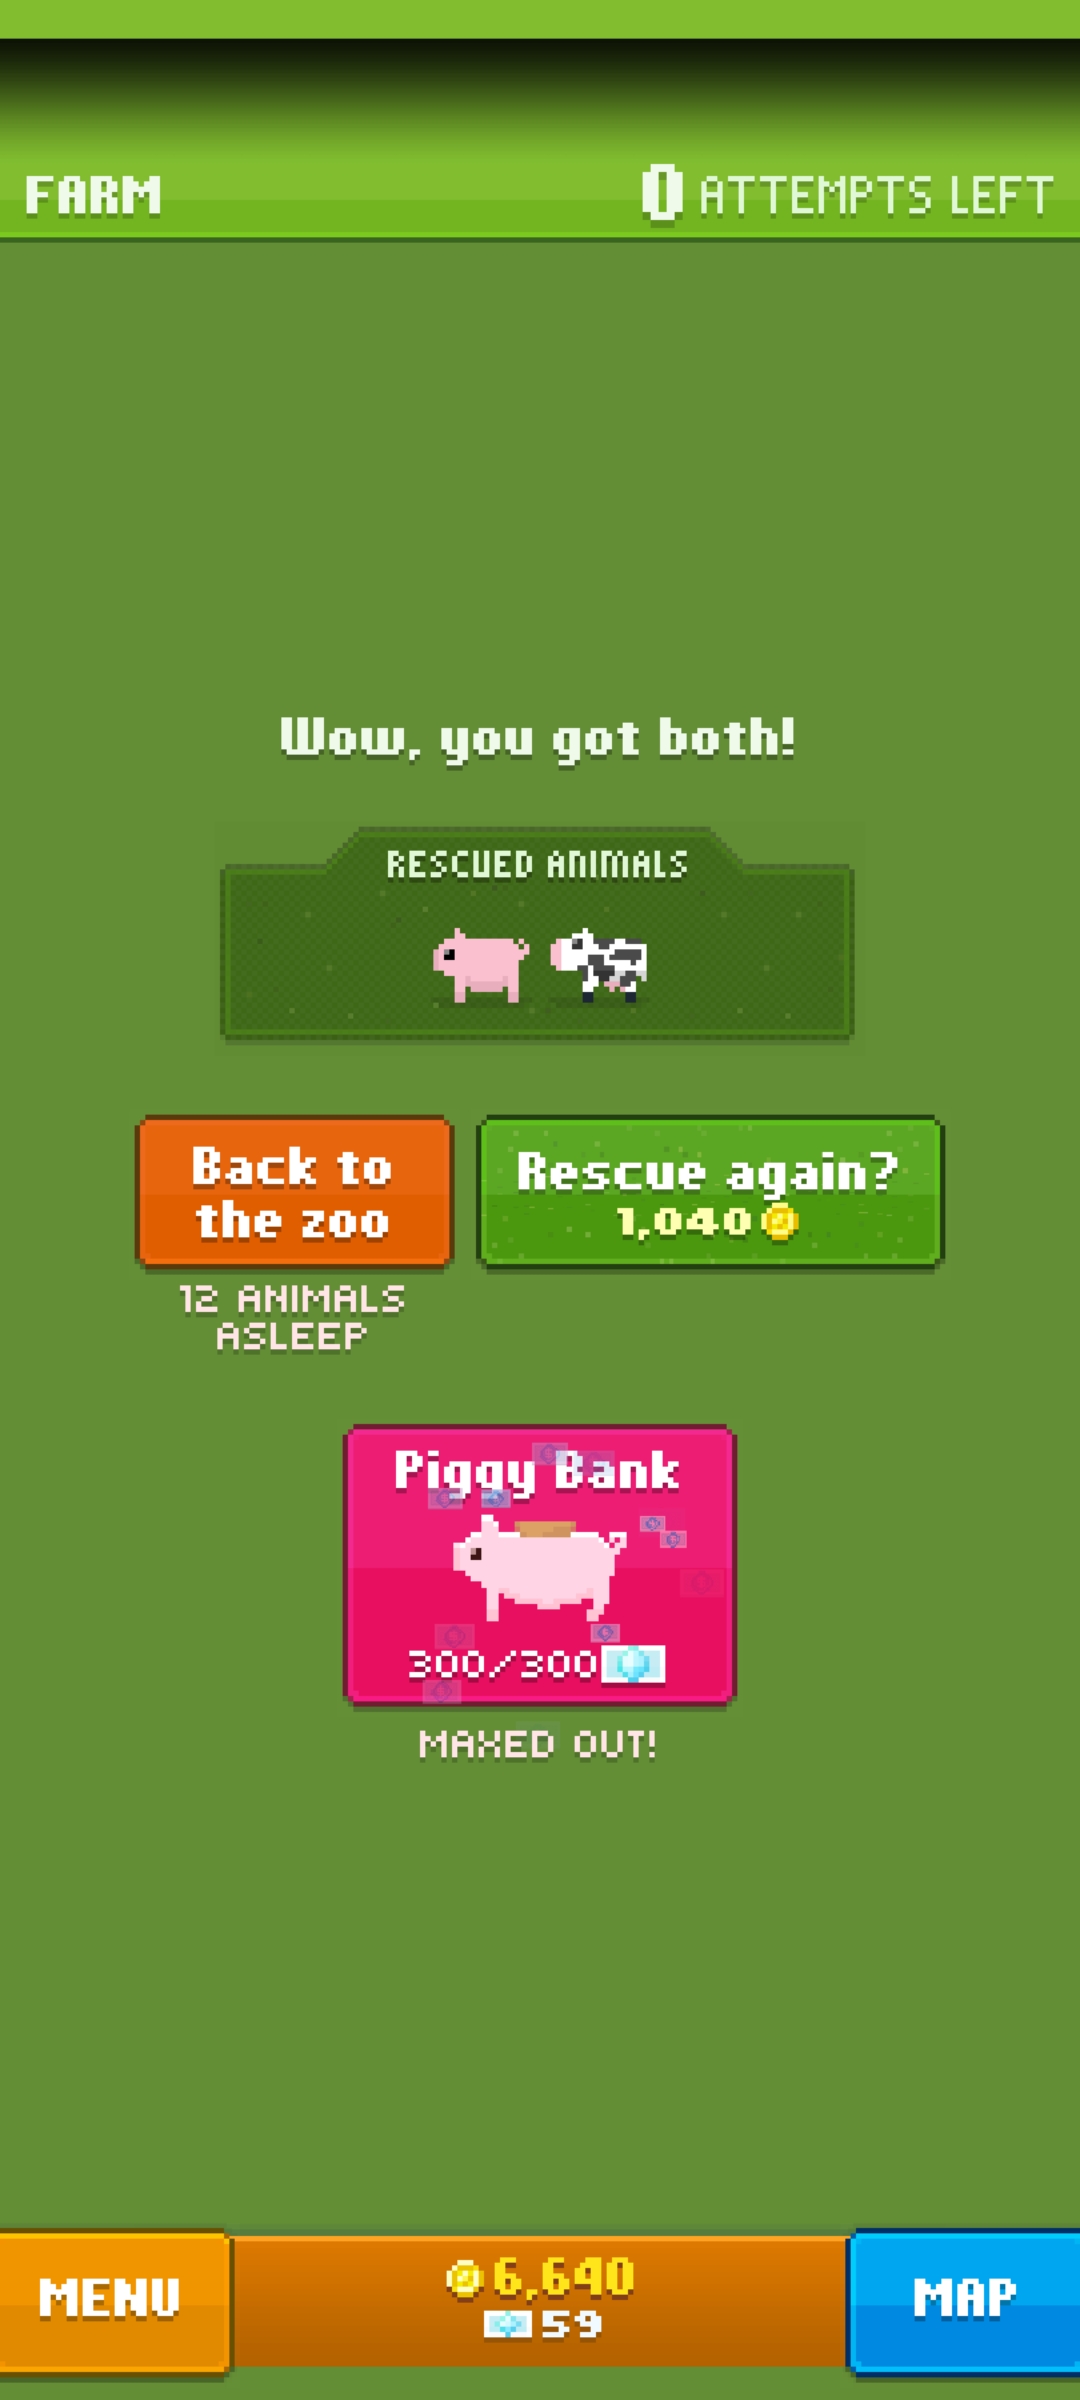 FARM
0 ATTEMPTS LEFT
Wow, you got both!
RESCUED ANIMALS
Back to
the zoo
Rescue again?
1,040
12 ANIMALS
ASLEEP
Piggy Bank
300/300
MAXED OUT!
MENU
6,640
59
MAP